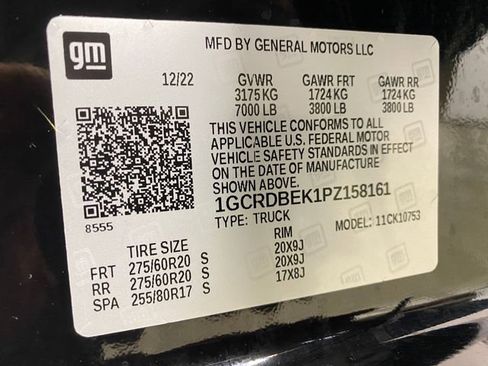 gm
MFD BY GENERAL MOTORS LLC
12/22 GVWR GAWR FRT GAWR RR
3175 KG 1724 KG 1724 KG
7000 LB 3800 LB 3800 LB
THIS VEHICLE CONFORMS TO ALL
APPLICABLE U.S. FEDERAL MOTOR
VEHICLE SAFETY STANDARDS IN EFFECT
ON THE DATE OF MANUFACTURE
1GCRDBEK1PZ158161
8555 TYPE: TRUCK MODEL: 11CK10753
TIRE SIZE RIM
FRT 275/60R20 S 20X9J
RR 275/60R20 S 20X9J
SPA 255/80R17 S 17X8J